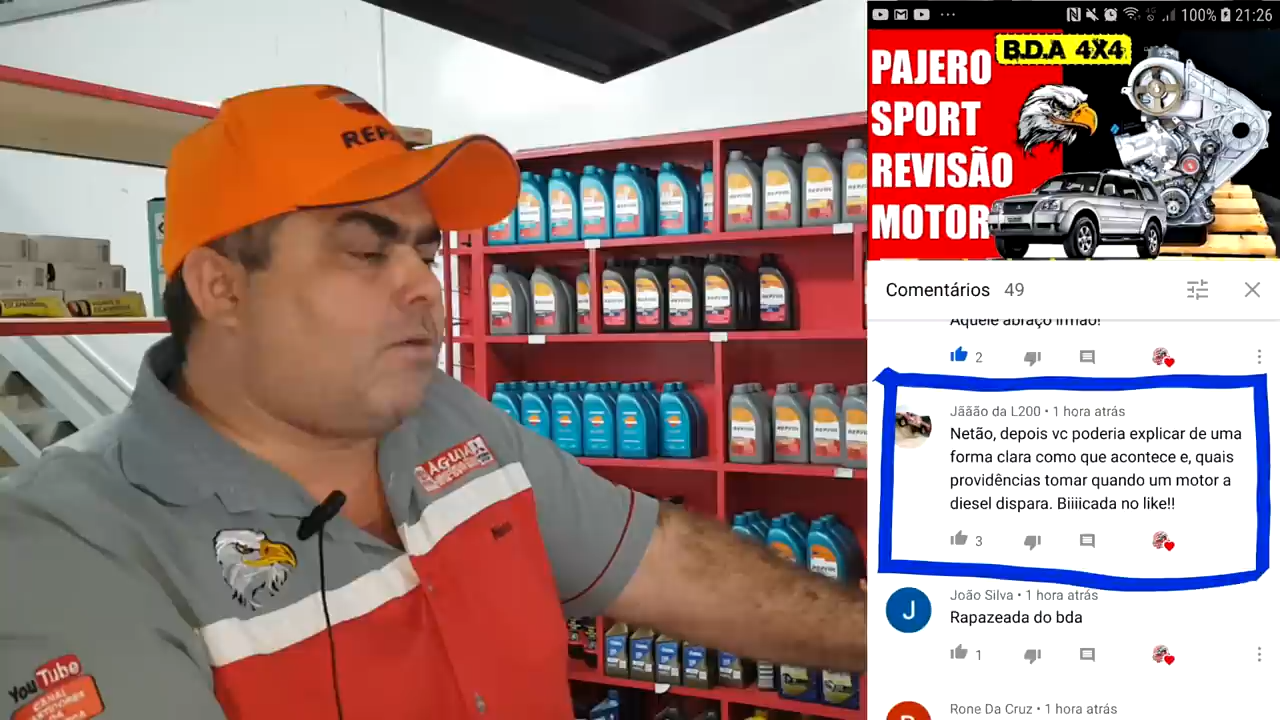 100% 21:26
B.D.A 4X4
PAJERO
SPORT
REVISÃO
MOTOR
Comentários 49
Aquele abraço irmão!
2
Jããão da L200 • 1 hora atrás
Netão, depois vc poderia explicar de uma
forma clara como que acontece e, quais
providências tomar quando um motor a
diesel dispara. Biiiicada no like!!
3
João Silva • 1 hora atrás
J
Rapazeada do bda
1
Rone Da Cruz • 1 hora atrás
REP
ÁGUIA
YouTube
CANAL